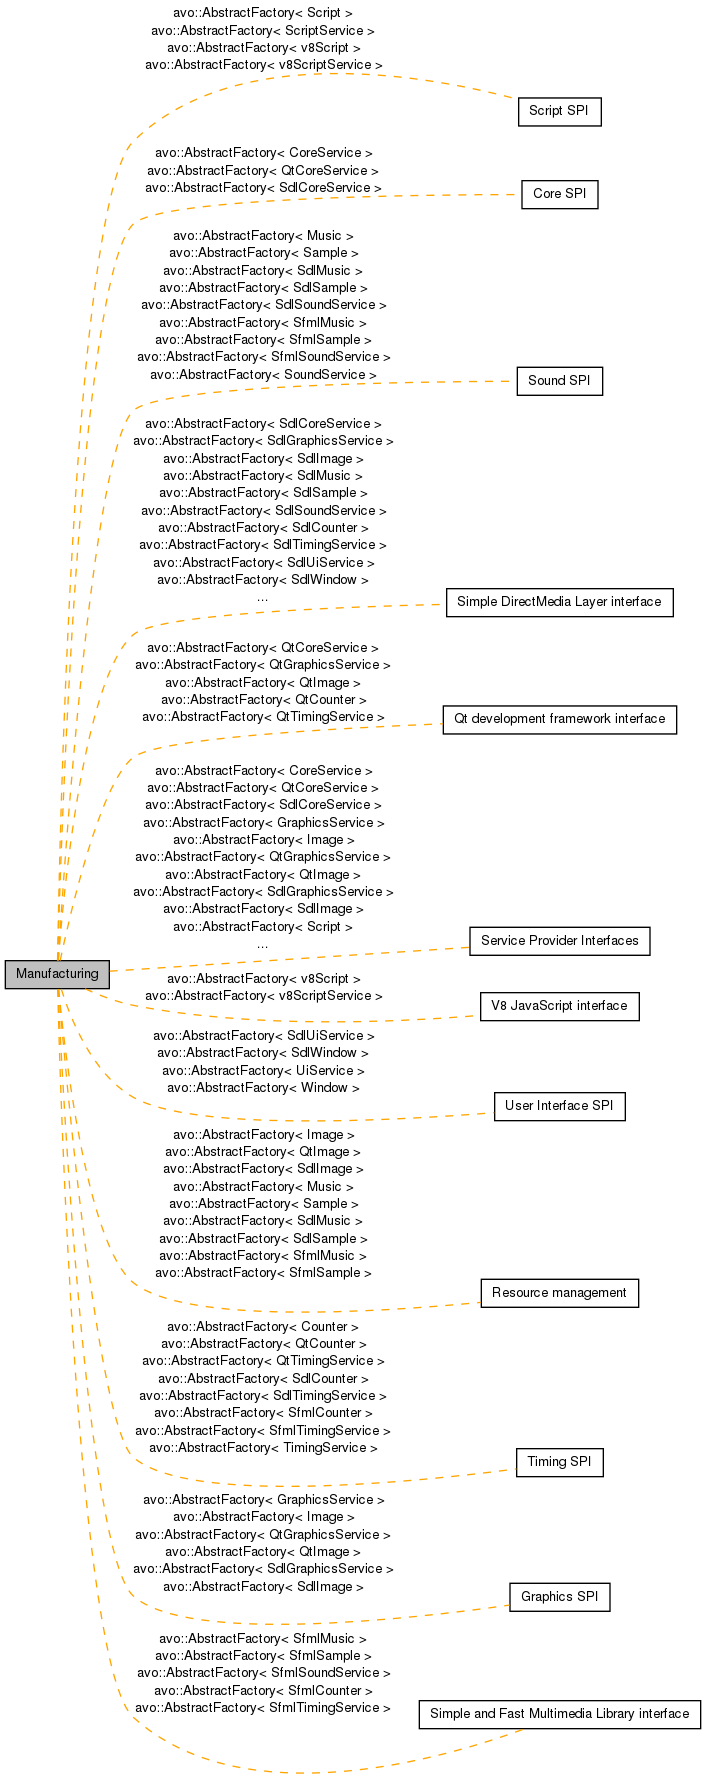 avo::AbstractFactory< Script >
avo::AbstractFactory< ScriptService >
avo::AbstractFactory< v8Script >
avo::AbstractFactory< v8ScriptService >
Script SPI
avo::AbstractFactory< CoreService >
avo::AbstractFactory< QtCoreService >
avo::AbstractFactory< SdlCoreService >
Core SPI
avo::AbstractFactory< Music >
avo::AbstractFactory< Sample >
avo::AbstractFactory< SdlMusic >
avo::AbstractFactory< SdlSample >
avo::AbstractFactory< SdlSoundService >
avo::AbstractFactory< SfmlMusic >
avo::AbstractFactory< SfmlSample >
avo::AbstractFactory< SfmlSoundService >
avo::AbstractFactory< SoundService >
Sound SPI
avo::AbstractFactory< SdlCoreService >
avo::AbstractFactory< SdlGraphicsService >
avo::AbstractFactory< SdlImage >
avo::AbstractFactory< SdlMusic >
avo::AbstractFactory< SdlSample >
avo::AbstractFactory< SdlSoundService >
avo::AbstractFactory< SdlCounter >
avo::AbstractFactory< SdlTimingService >
avo::AbstractFactory< SdlUiService >
avo::AbstractFactory< SdlWindow >
...
Simple DirectMedia Layer interface
avo::AbstractFactory< QtCoreService >
avo::AbstractFactory< QtGraphicsService >
avo::AbstractFactory< QtImage >
avo::AbstractFactory< QtCounter >
avo::AbstractFactory< QtTimingService >
Qt development framework interface
avo::AbstractFactory< CoreService >
avo::AbstractFactory< QtCoreService >
avo::AbstractFactory< SdlCoreService >
avo::AbstractFactory< GraphicsService >
avo::AbstractFactory< Image >
avo::AbstractFactory< QtGraphicsService >
avo::AbstractFactory< QtImage >
avo::AbstractFactory< SdlGraphicsService >
avo::AbstractFactory< SdlImage >
avo::AbstractFactory< Script >
...
Service Provider Interfaces
Manufacturing
avo::AbstractFactory< v8Script >
avo::AbstractFactory< v8ScriptService >
V8 JavaScript interface
avo::AbstractFactory< SdlUiService >
avo::AbstractFactory< SdlWindow >
avo::AbstractFactory< UiService >
avo::AbstractFactory< Window >
User Interface SPI
avo::AbstractFactory< Image >
avo::AbstractFactory< QtImage >
avo::AbstractFactory< SdlImage >
avo::AbstractFactory< Music >
avo::AbstractFactory< Sample >
avo::AbstractFactory< SdlMusic >
avo::AbstractFactory< SdlSample >
avo::AbstractFactory< SfmlMusic >
avo::AbstractFactory< SfmlSample >
Resource management
avo::AbstractFactory< Counter >
avo::AbstractFactory< QtCounter >
avo::AbstractFactory< QtTimingService >
avo::AbstractFactory< SdlCounter >
avo::AbstractFactory< SdlTimingService >
avo::AbstractFactory< SfmlCounter >
avo::AbstractFactory< SfmlTimingService >
avo::AbstractFactory< TimingService >
Timing SPI
avo::AbstractFactory< GraphicsService >
avo::AbstractFactory< Image >
avo::AbstractFactory< QtGraphicsService >
avo::AbstractFactory< QtImage >
avo::AbstractFactory< SdlGraphicsService >
avo::AbstractFactory< SdlImage >
Graphics SPI
avo::AbstractFactory< SfmlMusic >
avo::AbstractFactory< SfmlSample >
avo::AbstractFactory< SfmlSoundService >
avo::AbstractFactory< SfmlCounter >
avo::AbstractFactory< SfmlTimingService >
Simple and Fast Multimedia Library interface